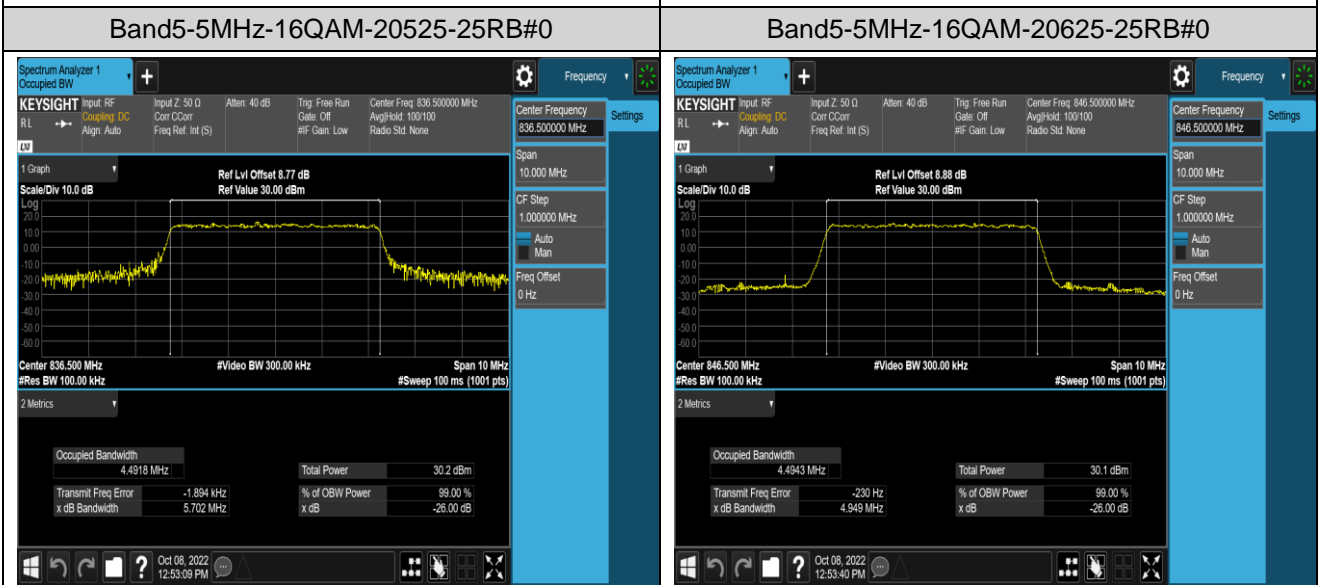 Band5-5MHz-16QAM-20525-25RB#0
Spectrum Analyzer 1
Occupied BW
+
Frequency
KEYSIGHT
RL
LXI
Input: RF
Coupling: DC
Align: Auto
Input Z: 50 Ω
Corr CCorr
Freq Ref: Int (S)
Atten: 40 dB
Trig: Free Run
Gate: Off
#IF Gain: Low
Center Freq: 836.500000 MHz
Avg|Hold: 100/100
Radio Std: None
Center Frequency
836.500000 MHz
Settings
Span
10.000 MHz
CF Step
1.000000 MHz
Auto
Man
Freq Offset
0 Hz
1 Graph
Ref Lvl Offset 8.77 dB
Scale/Div 10.0 dB
Ref Value 30.00 dBm
Log
20.0
10.0
0.00
-10.0
-20.0
-30.0
-40.0
-50.0
-60.0
Center 836.500 MHz
#Video BW 300.00 kHz
Span 10 MHz
#Res BW 100.00 kHz
#Sweep 100 ms (1001 pts)
2 Metrics
Occupied Bandwidth
4.4918 MHz
Total Power 30.2 dBm
Transmit Freq Error -1.894 kHz
% of OBW Power 99.00 %
x dB Bandwidth 5.702 MHz
x dB -26.00 dB
?
Oct 08, 2022
12:53:09 PM
Band5-5MHz-16QAM-20625-25RB#0
Spectrum Analyzer 1
Occupied BW
+
Frequency
KEYSIGHT
RL
LXI
Input: RF
Coupling: DC
Align: Auto
Input Z: 50 Ω
Corr CCorr
Freq Ref: Int (S)
Atten: 40 dB
Trig: Free Run
Gate: Off
#IF Gain: Low
Center Freq: 846.500000 MHz
Avg|Hold: 100/100
Radio Std: None
Center Frequency
846.500000 MHz
Settings
Span
10.000 MHz
CF Step
1.000000 MHz
Auto
Man
Freq Offset
0 Hz
1 Graph
Ref Lvl Offset 8.88 dB
Scale/Div 10.0 dB
Ref Value 30.00 dBm
Log
20.0
10.0
0.00
-10.0
-20.0
-30.0
-40.0
-50.0
-60.0
Center 846.500 MHz
#Video BW 300.00 kHz
Span 10 MHz
#Res BW 100.00 kHz
#Sweep 100 ms (1001 pts)
2 Metrics
Occupied Bandwidth
4.4943 MHz
Total Power 30.1 dBm
Transmit Freq Error -230 Hz
% of OBW Power 99.00 %
x dB Bandwidth 4.949 MHz
x dB -26.00 dB
?
Oct 08, 2022
12:53:40 PM